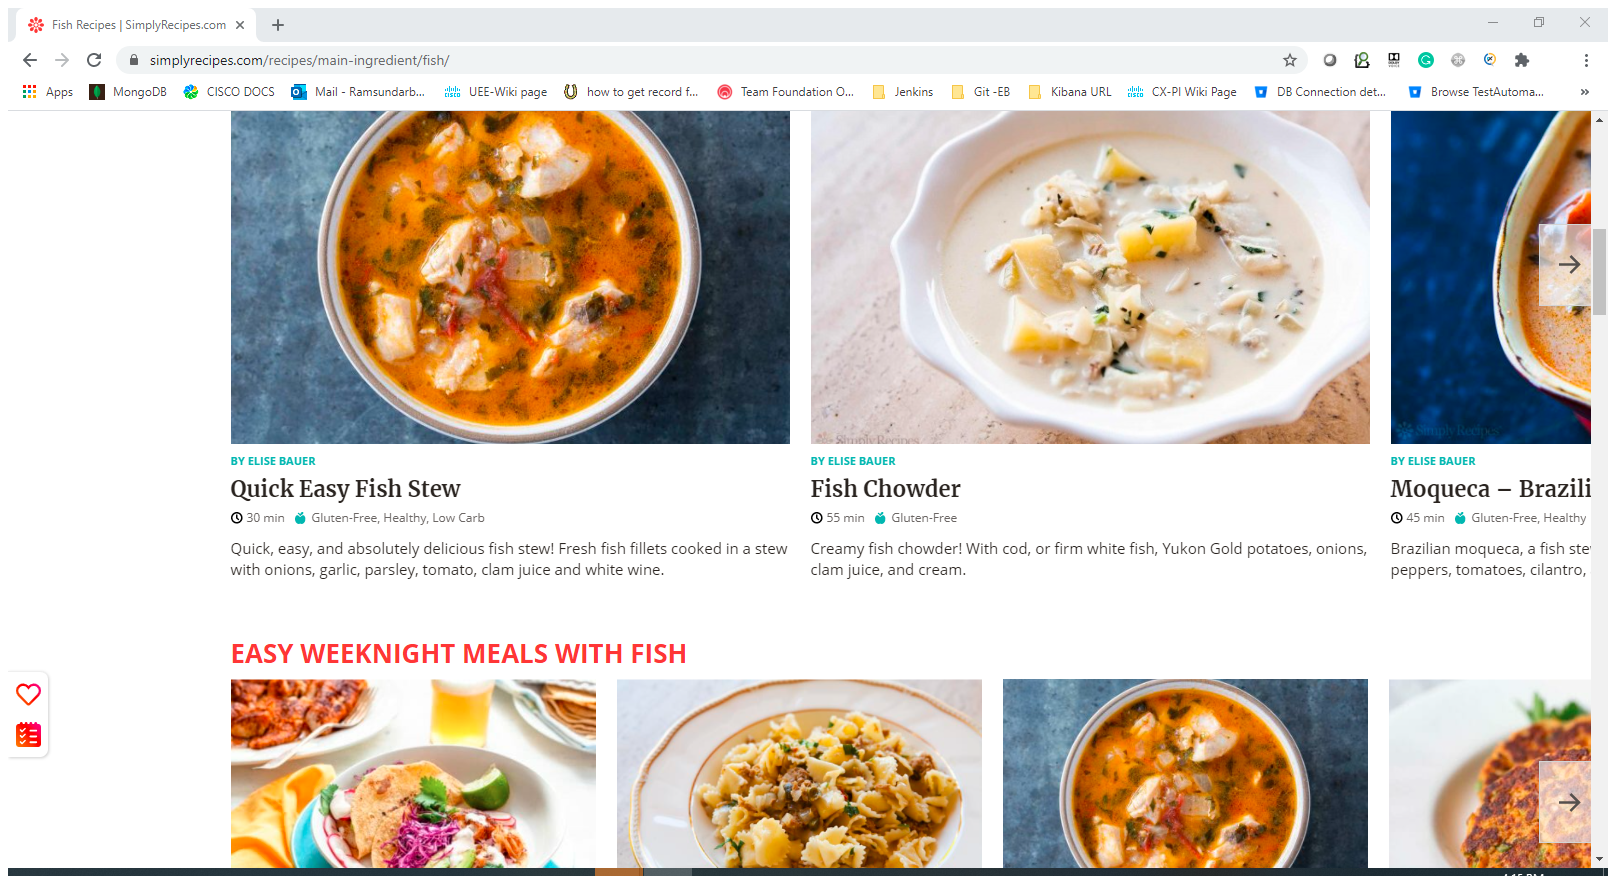 Fish Recipes | SimplyRecipes.com
simplyrecipes.com/recipes/main-ingredient/fish/
Apps MongoDB CISCO DOCS Mail - Ramsundarb... UEE-Wiki page how to get record f... Team Foundation O... Jenkins Git -EB Kibana URL CX-PI Wiki Page DB Connection det... Browse TestAutoma... »
SimplyRecipes
SimplyRecipes
BY ELISE BAUER
Quick Easy Fish Stew
30 min Gluten-Free, Healthy, Low Carb
Quick, easy, and absolutely delicious fish stew! Fresh fish fillets cooked in a stew
with onions, garlic, parsley, tomato, clam juice and white wine.
BY ELISE BAUER
Fish Chowder
55 min Gluten-Free
Creamy fish chowder! With cod, or firm white fish, Yukon Gold potatoes, onions,
clam juice, and cream.
BY ELISE BAUER
Moqueca – Brazili
45 min Gluten-Free, Healthy
Brazilian moqueca, a fish ste
peppers, tomatoes, cilantro,
EASY WEEKNIGHT MEALS WITH FISH